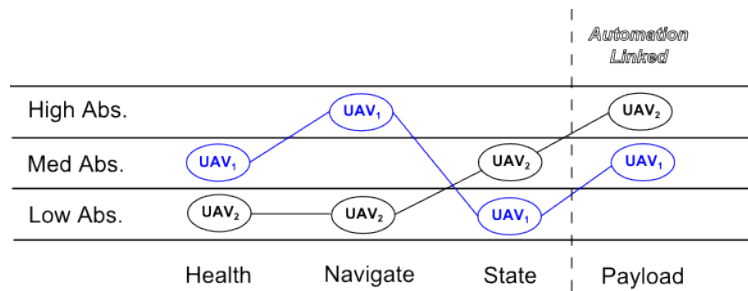 Automation
Linked
High Abs.
UAV₁
UAV₂
Med Abs.
UAV₁
UAV₂
UAV₁
Low Abs.
UAV₂
UAV₂
UAV₁
Health
Navigate
State
Payload